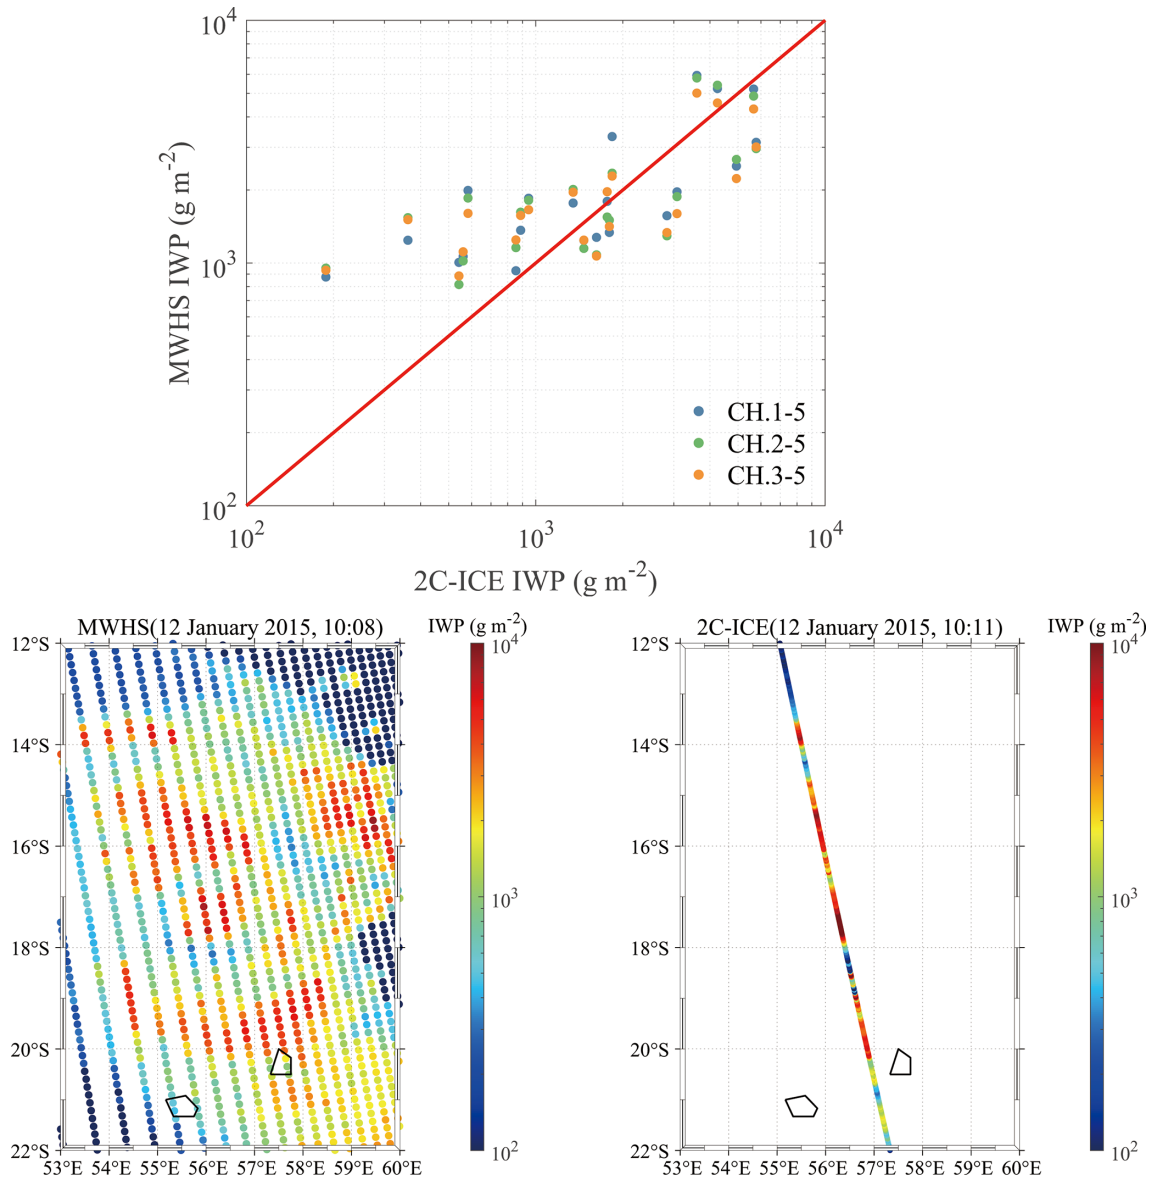 10^4
10^3
10^2
MWHS IWP (g m^-2)
CH.1-5
CH.2-5
CH.3-5
10^2 10^3 10^4
2C-ICE IWP (g m^-2)
MWHS(12 January 2015, 10:08) IWP (g m^-2)
12°S
14°S
16°S
18°S
20°S
22°S
53°E 54°E 55°E 56°E 57°E 58°E 59°E 60°E
10^4
10^3
10^2
2C-ICE(12 January 2015, 10:11) IWP (g m^-2)
12°S
14°S
16°S
18°S
20°S
22°S
53°E 54°E 55°E 56°E 57°E 58°E 59°E 60°E
10^4
10^3
10^2